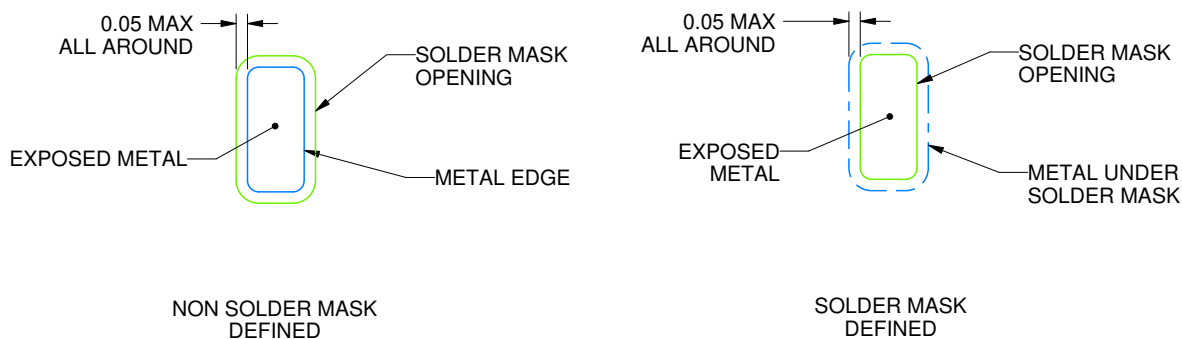 0.05 MAX
ALL AROUND
SOLDER MASK
OPENING
EXPOSED METAL
METAL EDGE
NON SOLDER MASK
DEFINED
0.05 MAX
ALL AROUND
SOLDER MASK
OPENING
EXPOSED
METAL
METAL UNDER
SOLDER MASK
SOLDER MASK
DEFINED